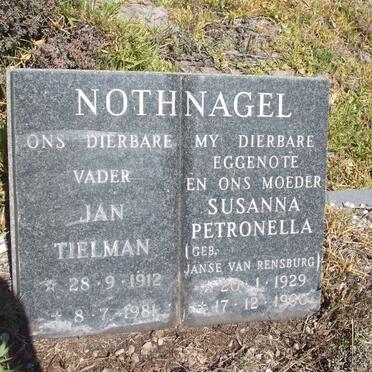 NOTHNAGEL
ONS DIERBARE
VADER
JAN
TIELMAN
☆ 28 - 9 - 1912
✝ 8 - 7 - 1981
MY DIERBARE
EGGENOTE
EN ONS MOEDER
SUSANNA
PETRONELLA
(GEB.
JANSE VAN RENSBURG)
☆ 20 - 1 - 1929
✝ 17 - 12 - 1990